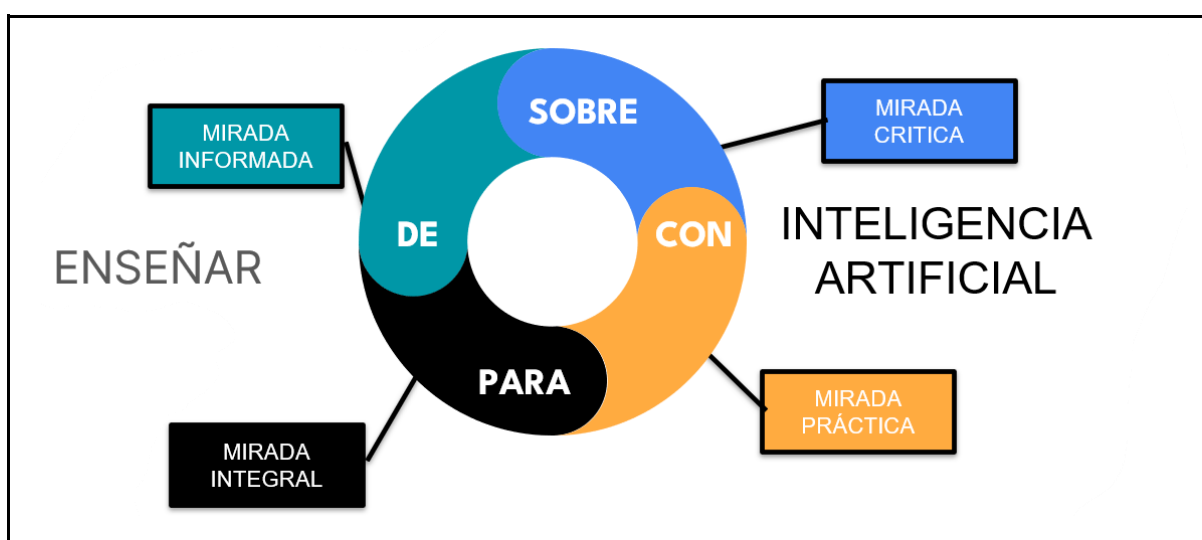 SOBRE
MIRADA
CRITICA
MIRADA
INFORMADA
DE
CON
INTELIGENCIA
ARTIFICIAL
ENSEÑAR
PARA
MIRADA
PRÁCTICA
MIRADA
INTEGRAL